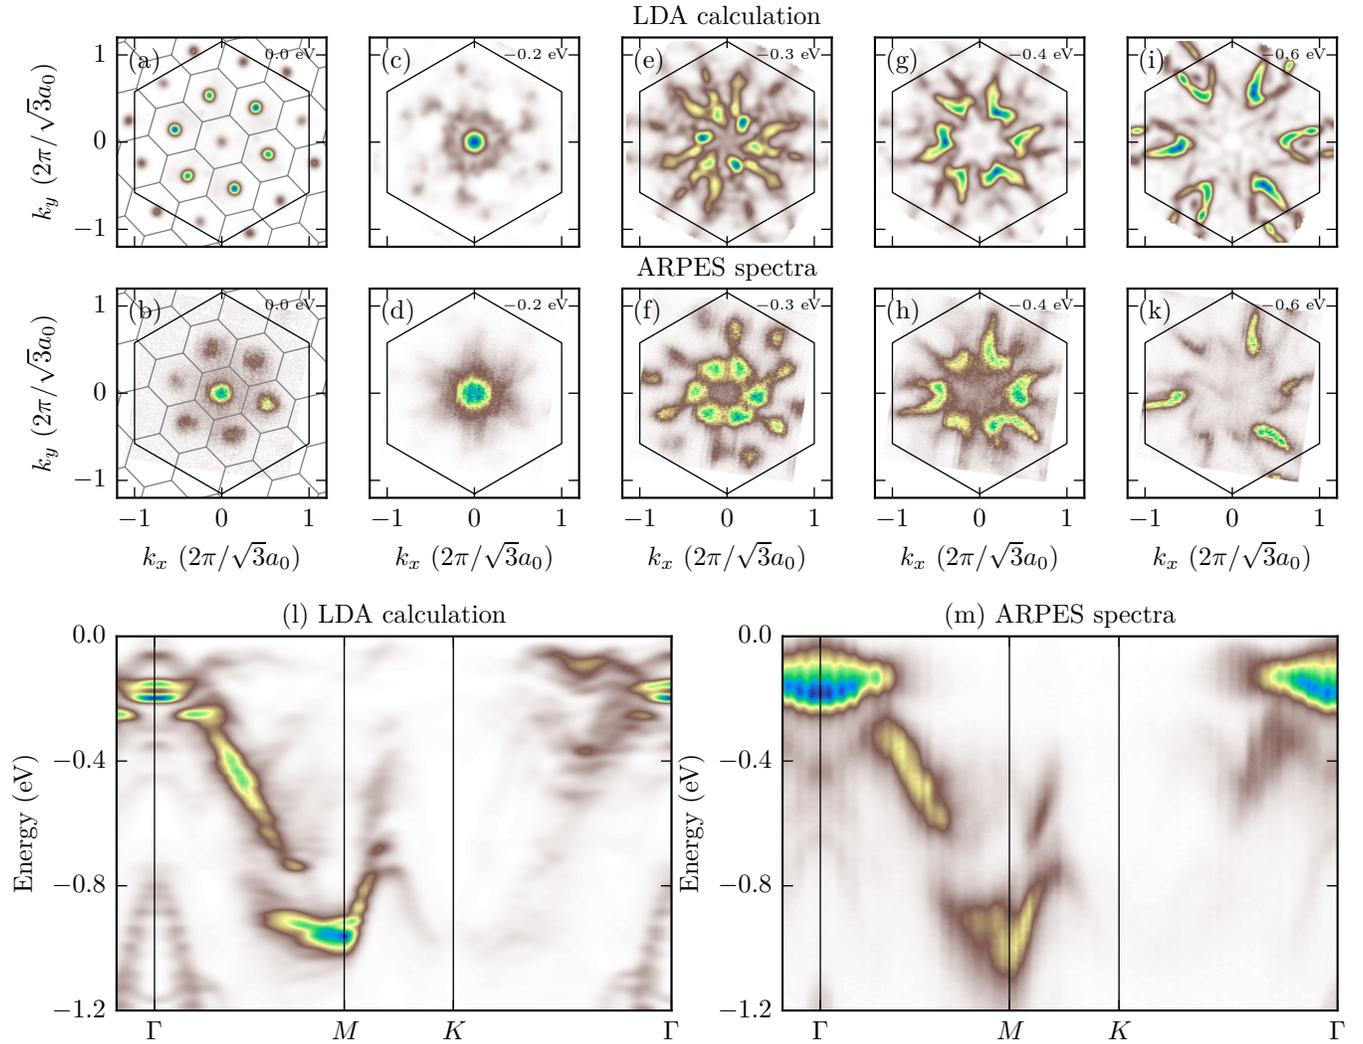 LDA calculation
(a) 0.0 eV
(c) −0.2 eV
(e) −0.3 eV
(g) −0.4 eV
(i) −0.6 eV
1
0
−1
k_y (2π/√3a_0)
ARPES spectra
(b) 0.0 eV
(d) −0.2 eV
(f) −0.3 eV
(h) −0.4 eV
(k) −0.6 eV
1
0
−1
k_y (2π/√3a_0)
−1 0 1
−1 0 1
−1 0 1
−1 0 1
−1 0 1
k_x (2π/√3a_0)
k_x (2π/√3a_0)
k_x (2π/√3a_0)
k_x (2π/√3a_0)
k_x (2π/√3a_0)
(l) LDA calculation
0.0
−0.4
−0.8
−1.2
Energy (eV)
Γ M K Γ
(m) ARPES spectra
0.0
−0.4
−0.8
−1.2
Energy (eV)
Γ M K Γ